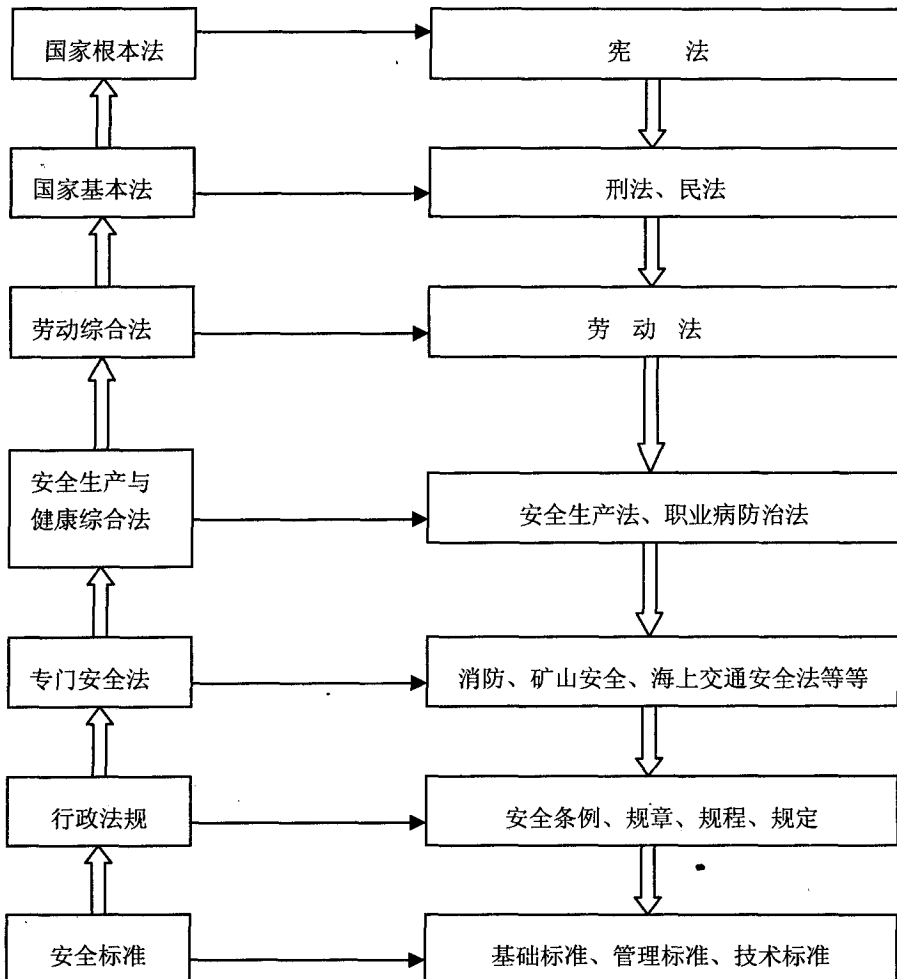 国家根本法
宪 法
国家基本法
刑法、民法
劳动综合法
劳 动 法
安全生产与
健康综合法
安全生产法、职业病防治法
专门安全法
消防、矿山安全、海上交通安全法等等
行政法规
安全条例、规章、规程、规定
安全标准
基础标准、管理标准、技术标准